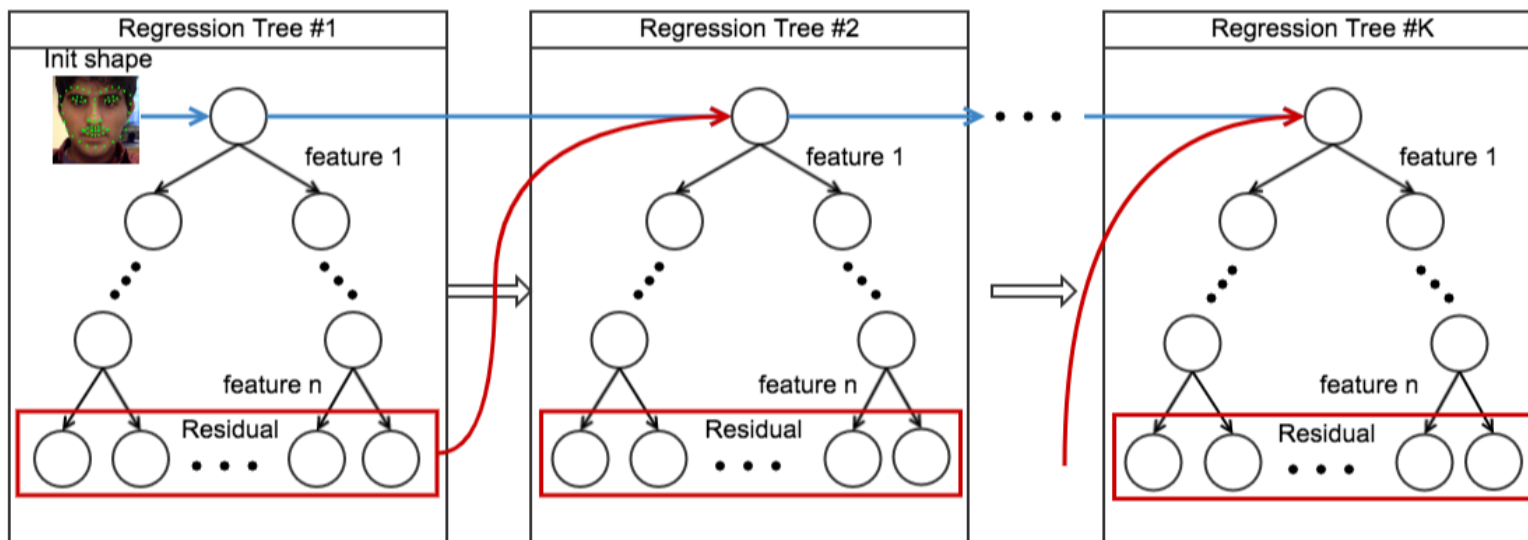 Regression Tree #1
Regression Tree #2
Regression Tree #K
Init shape
feature 1
feature 1
feature 1
feature n
feature n
feature n
Residual
Residual
Residual